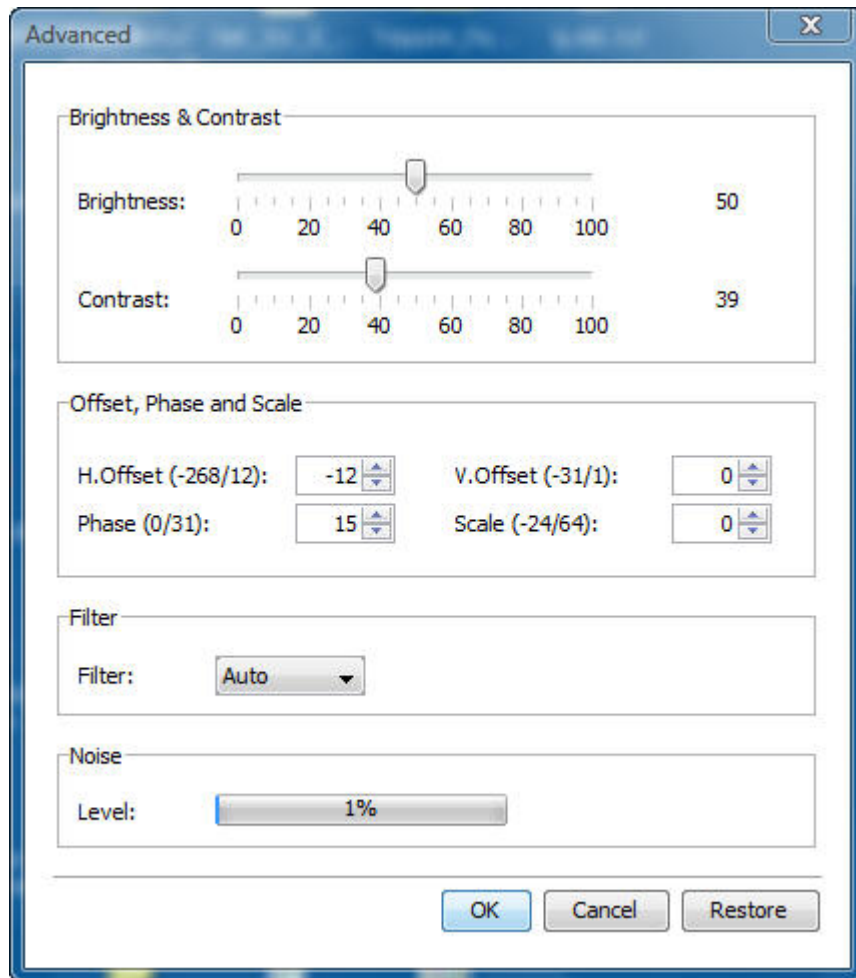 Advanced
Brightness & Contrast
Brightness: 50
0 20 40 60 80 100
Contrast: 39
0 20 40 60 80 100
Offset, Phase and Scale
H.Offset (-268/12): -12 V.Offset (-31/1): 0
Phase (0/31): 15 Scale (-24/64): 0
Filter
Filter: Auto
Noise
Level: 1%
OK Cancel Restore